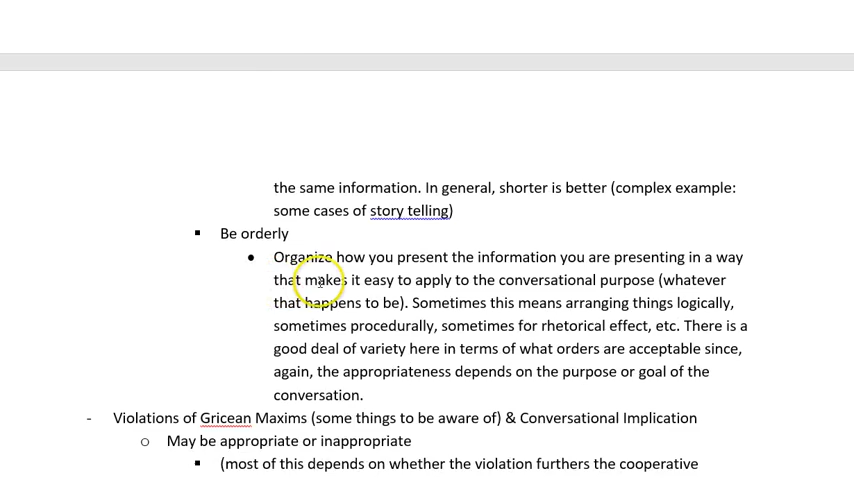 the same information. In general, shorter is better (complex example:
some cases of story telling)
▪ Be orderly
● Organize how you present the information you are presenting in a way
that makes it easy to apply to the conversational purpose (whatever
that happens to be). Sometimes this means arranging things logically,
sometimes procedurally, sometimes for rhetorical effect, etc. There is a
good deal of variety here in terms of what orders are acceptable since,
again, the appropriateness depends on the purpose or goal of the
conversation.
- Violations of Gricean Maxims (some things to be aware of) & Conversational Implication
o May be appropriate or inappropriate
▪ (most of this depends on whether the violation furthers the cooperative